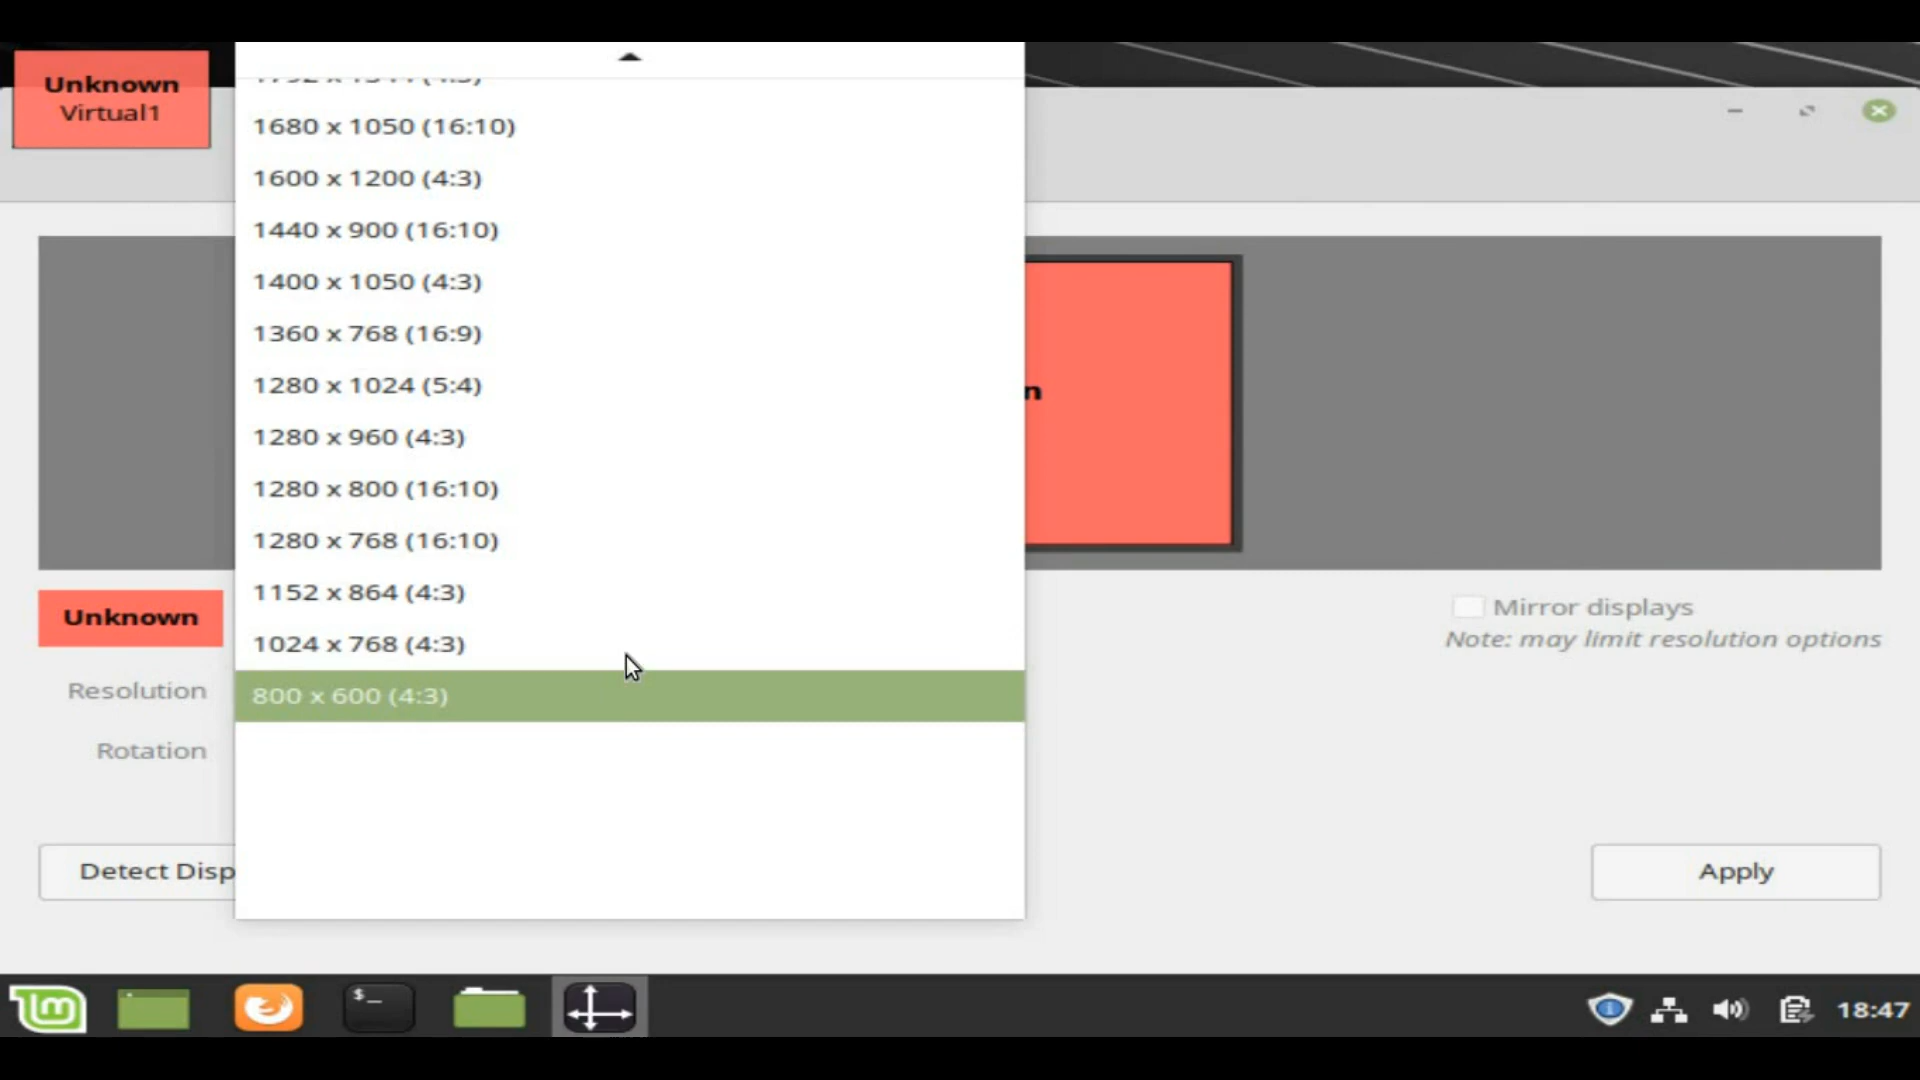 Unknown
Virtual1
1680 x 1050 (16:10)
1600 x 1200 (4:3)
1440 x 900 (16:10)
1400 x 1050 (4:3)
1360 x 768 (16:9)
1280 x 1024 (5:4)
1280 x 960 (4:3)
1280 x 800 (16:10)
1280 x 768 (16:10)
1152 x 864 (4:3)
1024 x 768 (4:3)
800 x 600 (4:3)
n
Unknown
Mirror displays
Note: may limit resolution options
Resolution
Rotation
Detect Disp
Apply
$_
18:47